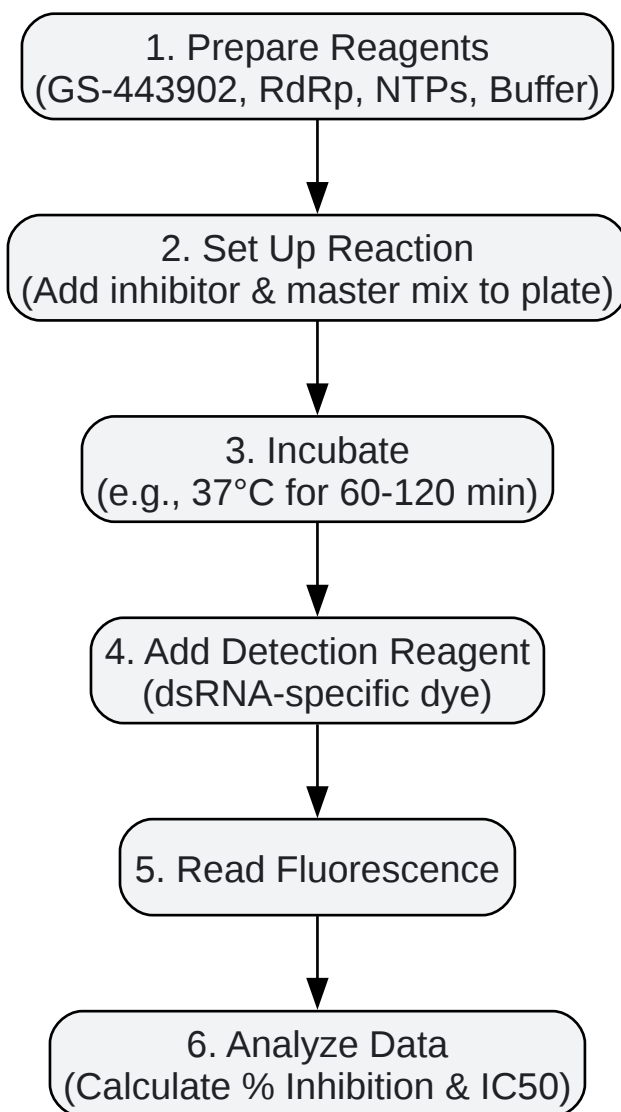 1. Prepare Reagents
(GS-443902, RdRp, NTPs, Buffer)
2. Set Up Reaction
(Add inhibitor & master mix to plate)
3. Incubate
(e.g., 37°C for 60-120 min)
4. Add Detection Reagent
(dsRNA-specific dye)
5. Read Fluorescence
6. Analyze Data
(Calculate % Inhibition & IC50)